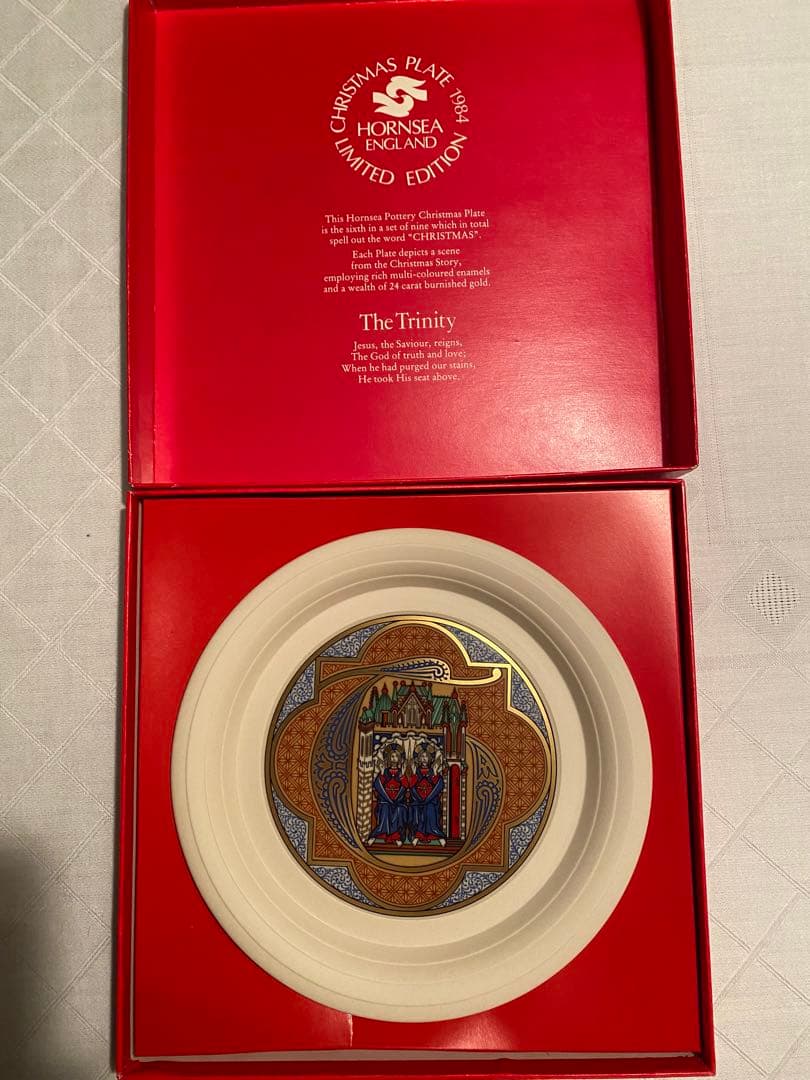 CHRISTMAS PLATE 1984
HORNSEA
ENGLAND
LIMITED EDITION
This Hornsea Pottery Christmas Plate
is the sixth in a set of nine which in total
spell out the word "CHRISTMAS".
Each Plate depicts a scene
from the Christmas Story,
employing rich multi-coloured enamels
and a wealth of 24 carat burnished gold.
The Trinity
Jesus, the Saviour, reigns,
The God of truth and love;
When he had purged our stains,
He took His seat above.